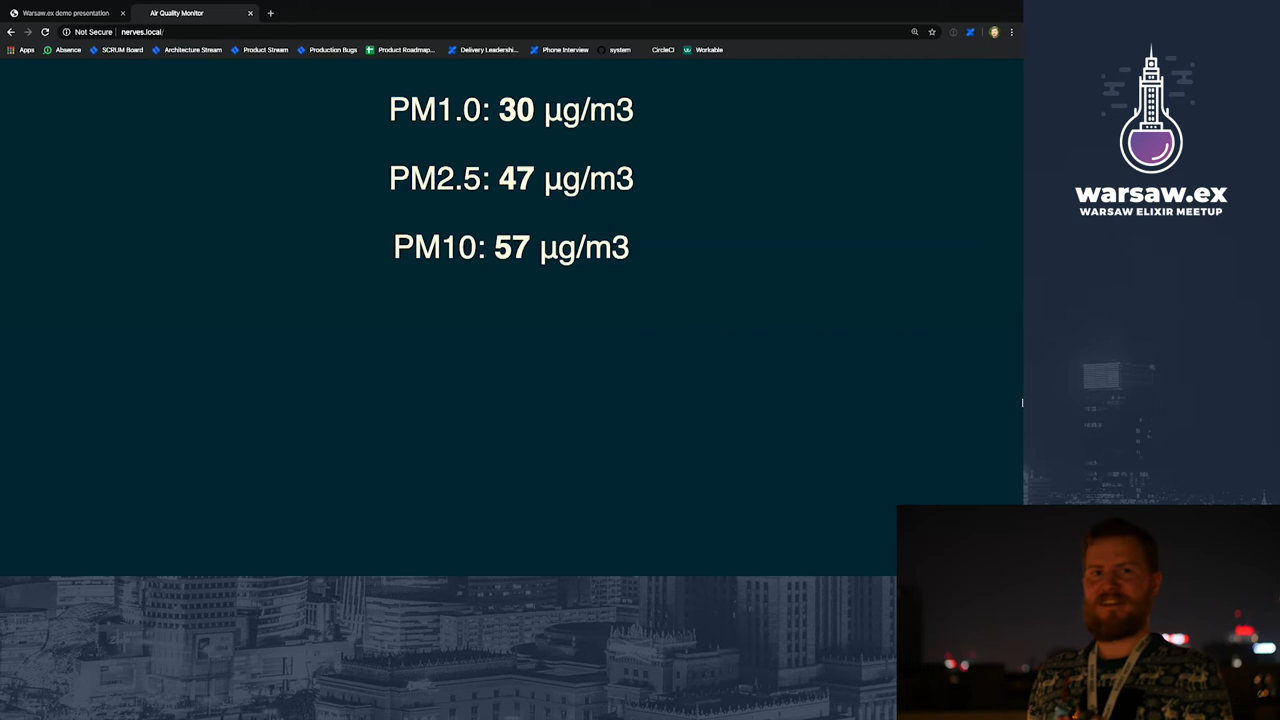 Warsaw.ex demo presentation
Air Quality Monitor
Not Secure
nerves.local/
Apps
Absence
SCRUM Board
Architecture Stream
Product Stream
Production Bugs
Product Roadmap...
Delivery Leadershi...
Phone Interview
system
CircleCI
Workable
PM1.0: 30 µg/m3
PM2.5: 47 µg/m3
PM10: 57 µg/m3
warsaw.ex
WARSAW ELIXIR MEETUP